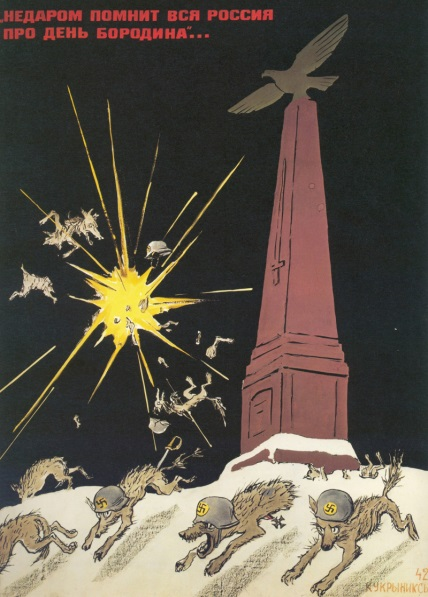 „НЕДАРОМ ПОМНИТ ВСЯ РОССИЯ
ПРО ДЕНЬ БОРОДИНА“...
42
КУКРЫНИКСЫ